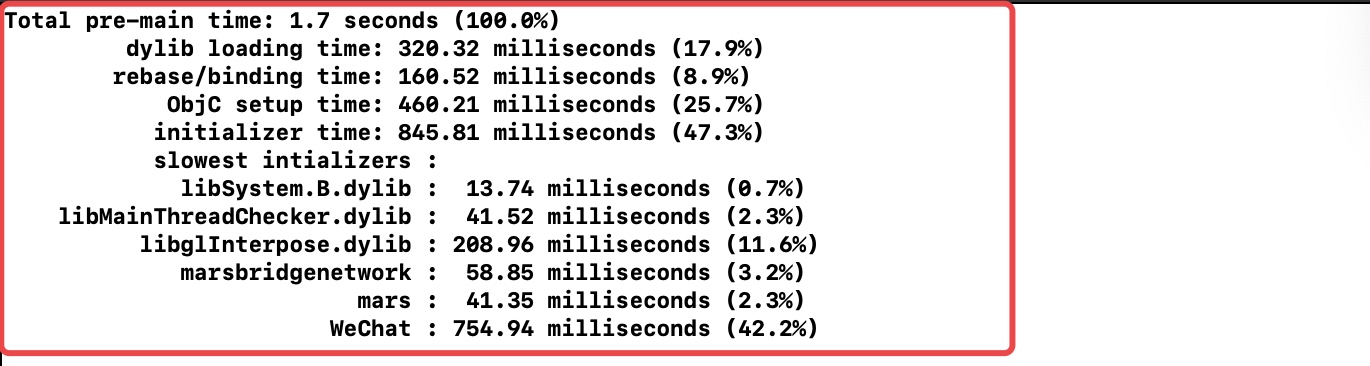 Total pre-main time: 1.7 seconds (100.0%)
dylib loading time: 320.32 milliseconds (17.9%)
rebase/binding time: 160.52 milliseconds (8.9%)
ObjC setup time: 460.21 milliseconds (25.7%)
initializer time: 845.81 milliseconds (47.3%)
slowest intializers :
libSystem.B.dylib : 13.74 milliseconds (0.7%)
libMainThreadChecker.dylib : 41.52 milliseconds (2.3%)
libglInterpose.dylib : 208.96 milliseconds (11.6%)
marsbridgenetwork : 58.85 milliseconds (3.2%)
mars : 41.35 milliseconds (2.3%)
WeChat : 754.94 milliseconds (42.2%)